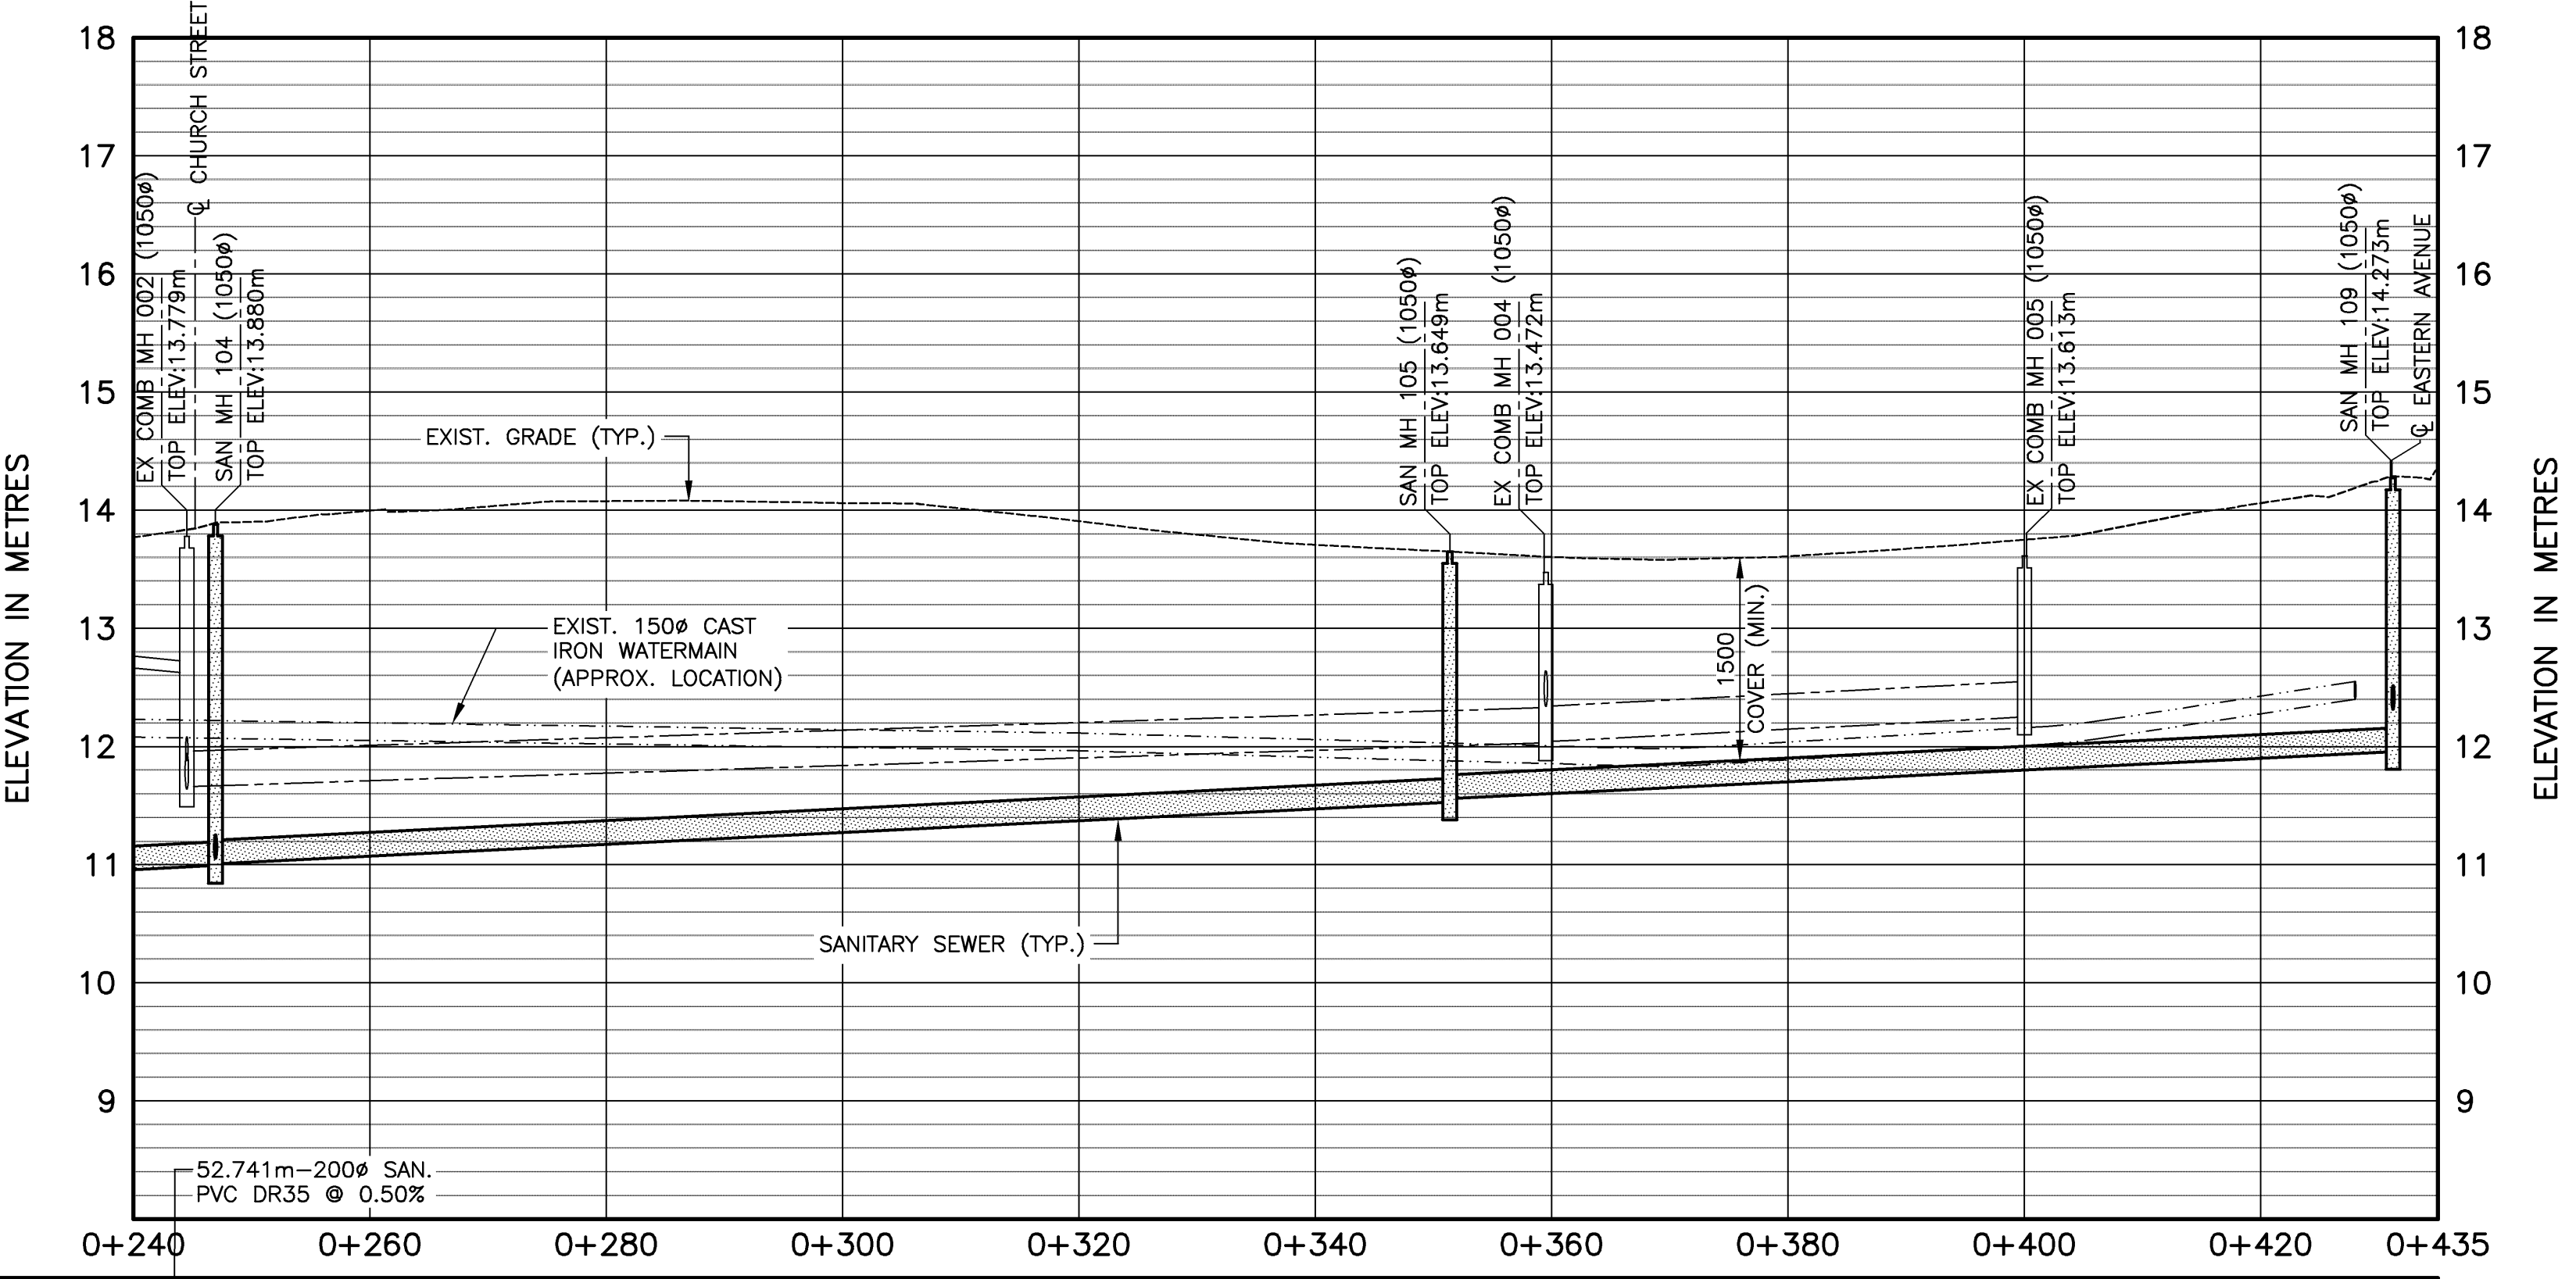 CHURCH STREET
EX COMB MH 002 (1050ø)
TOP ELEV:13.779m
SAN MH 104 (1050ø)
TOP ELEV:13.880m
SAN MH 105 (1050ø)
TOP ELEV:13.649m
EX COMB MH 004 (1050ø)
TOP ELEV:13.472m
EX COMB MH 005 (1050ø)
TOP ELEV:13.613m
SAN MH 109 (1050ø)
TOP ELEV:14.273m
℄ EASTERN AVENUE
18
17
16
15
14
13
12
11
10
9
ELEVATION IN METRES
EXIST. GRADE (TYP.)
EXIST. 150ø CAST
IRON WATERMAIN
(APPROX. LOCATION)
1500
COVER (MIN.)
SANITARY SEWER (TYP.)
52.741m-200ø SAN.
PVC DR35 @ 0.50%
18
17
16
15
14
13
12
11
10
9
ELEVATION IN METRES
0+240 0+260 0+280 0+300 0+320 0+340 0+360 0+380 0+400 0+420 0+435